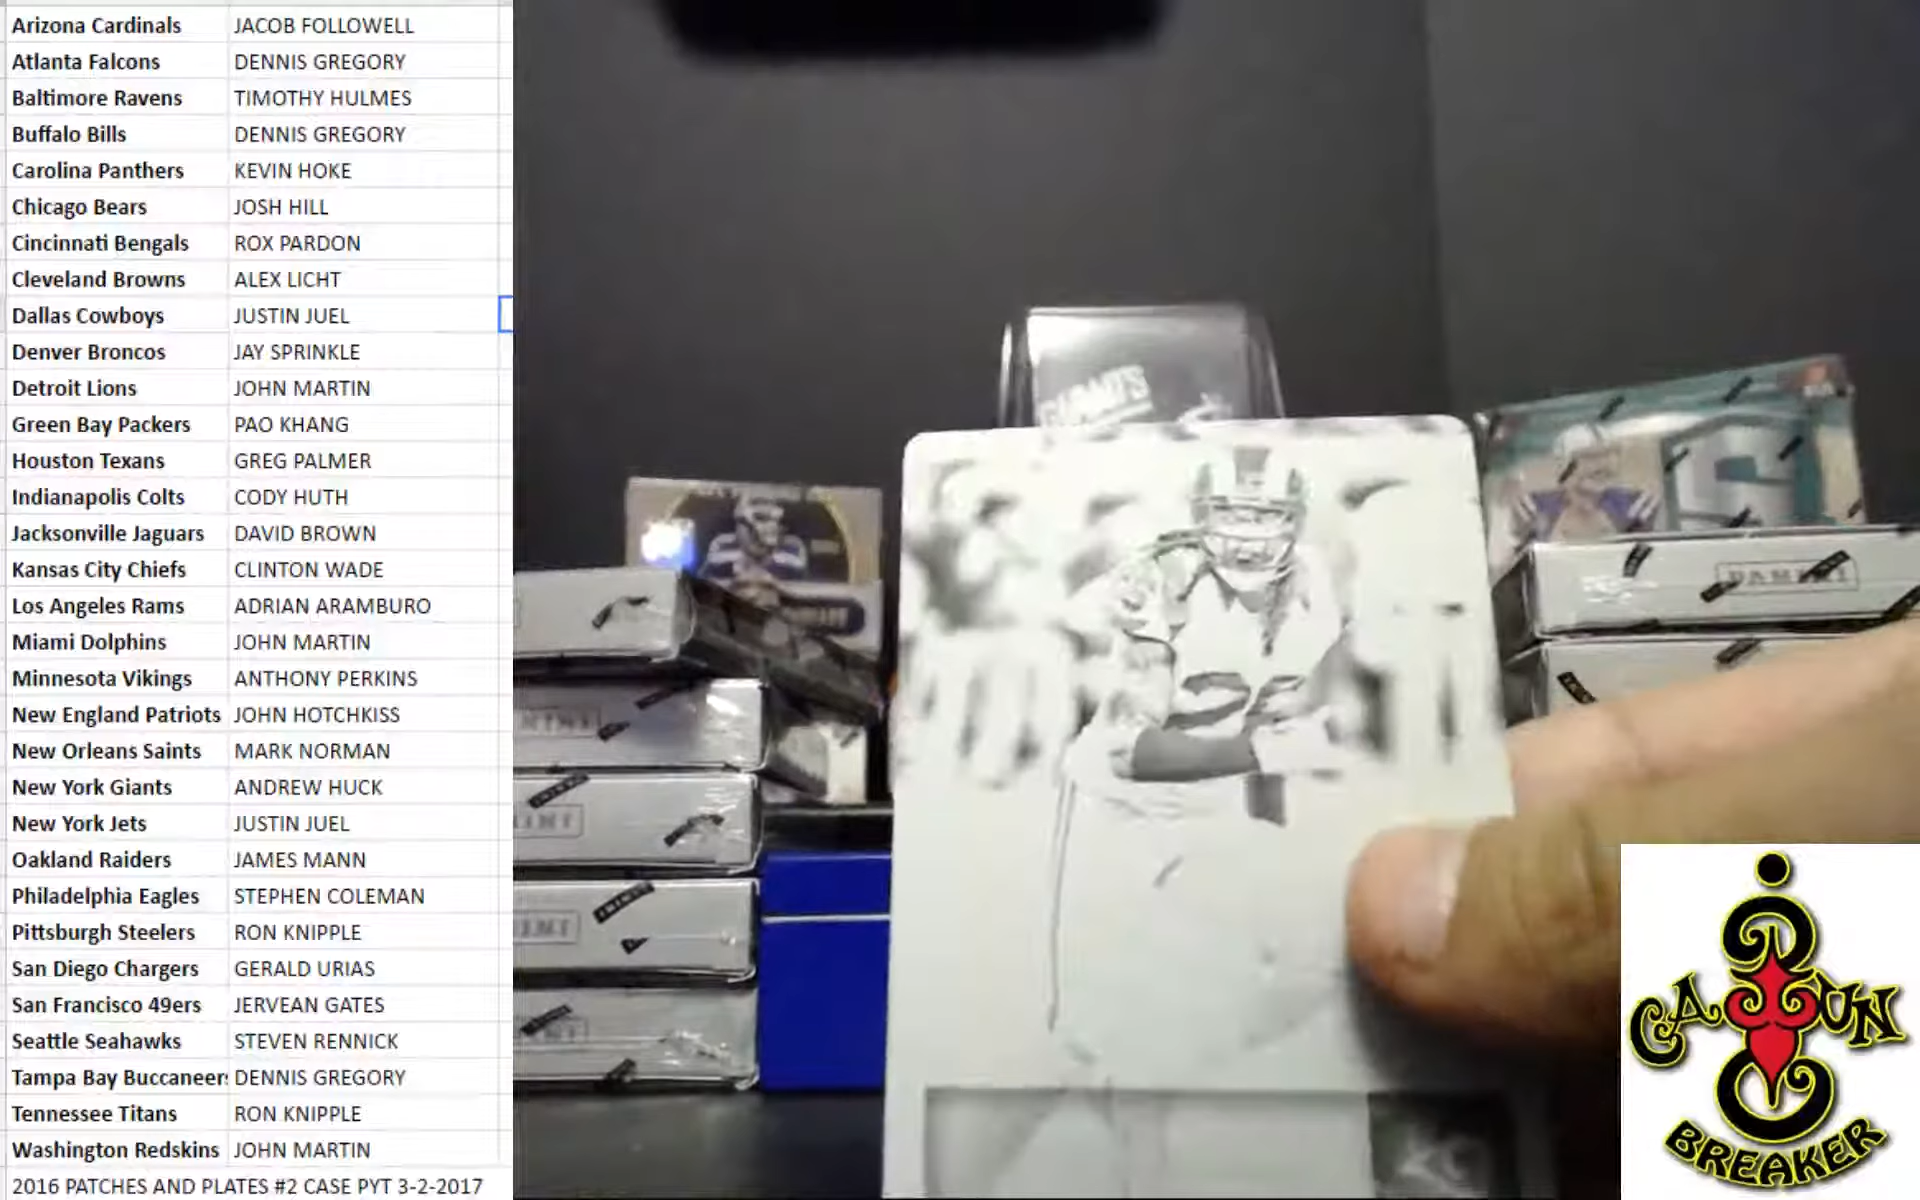 Arizona Cardinals JACOB FOLLOWELL
Atlanta Falcons DENNIS GREGORY
Baltimore Ravens TIMOTHY HULMES
Buffalo Bills DENNIS GREGORY
Carolina Panthers KEVIN HOKE
Chicago Bears JOSH HILL
Cincinnati Bengals ROX PARDON
Cleveland Browns ALEX LICHT
Dallas Cowboys JUSTIN JUEL
Denver Broncos JAY SPRINKLE
Detroit Lions JOHN MARTIN
Green Bay Packers PAO KHANG
Houston Texans GREG PALMER
Indianapolis Colts CODY HUTH
Jacksonville Jaguars DAVID BROWN
Kansas City Chiefs CLINTON WADE
Los Angeles Rams ADRIAN ARAMBURO
Miami Dolphins JOHN MARTIN
Minnesota Vikings ANTHONY PERKINS
New England Patriots JOHN HOTCHKISS
New Orleans Saints MARK NORMAN
New York Giants ANDREW HUCK
New York Jets JUSTIN JUEL
Oakland Raiders JAMES MANN
Philadelphia Eagles STEPHEN COLEMAN
Pittsburgh Steelers RON KNIPPLE
San Diego Chargers GERALD URIAS
San Francisco 49ers JERVEAN GATES
Seattle Seahawks STEVEN RENNICK
Tampa Bay Buccaneers DENNIS GREGORY
Tennessee Titans RON KNIPPLE
Washington Redskins JOHN MARTIN
2016 PATCHES AND PLATES #2 CASE PYT 3-2-2017
GIANTS
PANINI
CAJUN
BREAKER